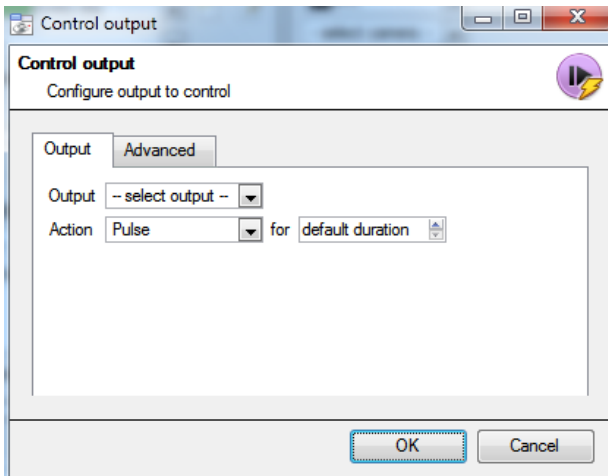 Control output
Control output
Configure output to control
Output Advanced
Output -- select output --
Action Pulse for default duration
OK Cancel